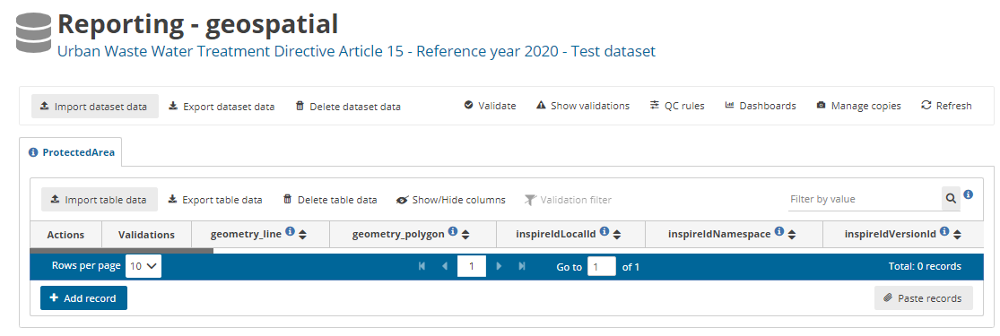 Reporting - geospatial
Urban Waste Water Treatment Directive Article 15 - Reference year 2020 - Test dataset
Import dataset data Export dataset data Delete dataset data Validate Show validations QC rules Dashboards Manage copies Refresh
ProtectedArea
Import table data Export table data Delete table data Show/Hide columns Validation filter Filter by value
Actions Validations geometry_line geometry_polygon inspireIdLocalId inspireIdNamespace inspireIdVersionId
Rows per page 10 1 Go to 1 of 1 Total: 0 records
+ Add record Paste records